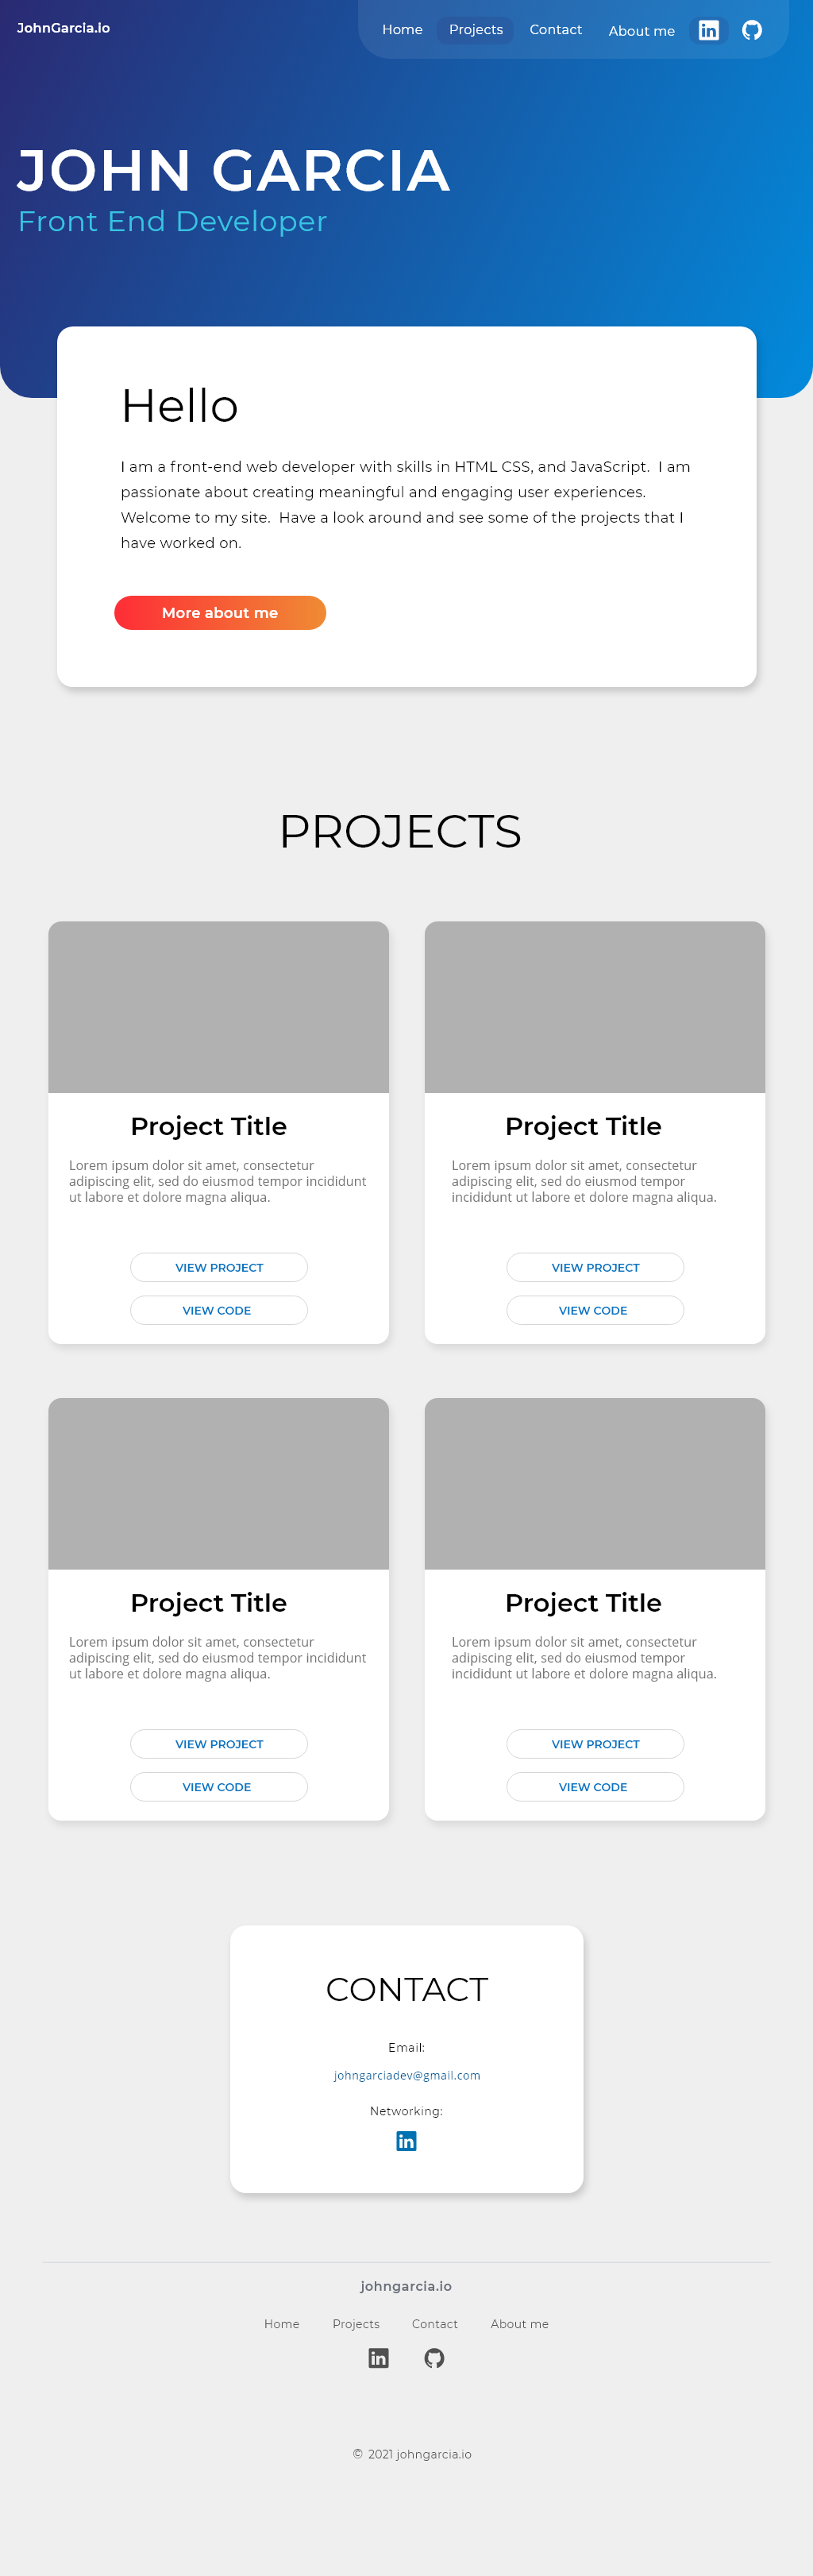 JohnGarcia.io
Home Projects Contact About me
JOHN GARCIA
Front End Developer
Hello
I am a front-end web developer with skills in HTML CSS, and JavaScript.  I am
passionate about creating meaningful and engaging user experiences.
Welcome to my site.  Have a look around and see some of the projects that I
have worked on.
More about me
PROJECTS
Project Title
Lorem ipsum dolor sit amet, consectetur
adipiscing elit, sed do eiusmod tempor incididunt
ut labore et dolore magna aliqua.
VIEW PROJECT
VIEW CODE
Project Title
Lorem ipsum dolor sit amet, consectetur
adipiscing elit, sed do eiusmod tempor
incididunt ut labore et dolore magna aliqua.
VIEW PROJECT
VIEW CODE
Project Title
Lorem ipsum dolor sit amet, consectetur
adipiscing elit, sed do eiusmod tempor incididunt
ut labore et dolore magna aliqua.
VIEW PROJECT
VIEW CODE
Project Title
Lorem ipsum dolor sit amet, consectetur
adipiscing elit, sed do eiusmod tempor
incididunt ut labore et dolore magna aliqua.
VIEW PROJECT
VIEW CODE
CONTACT
Email:
johngarciadev@gmail.com
Networking:
johngarcia.io
Home Projects Contact About me
© 2021 johngarcia.io